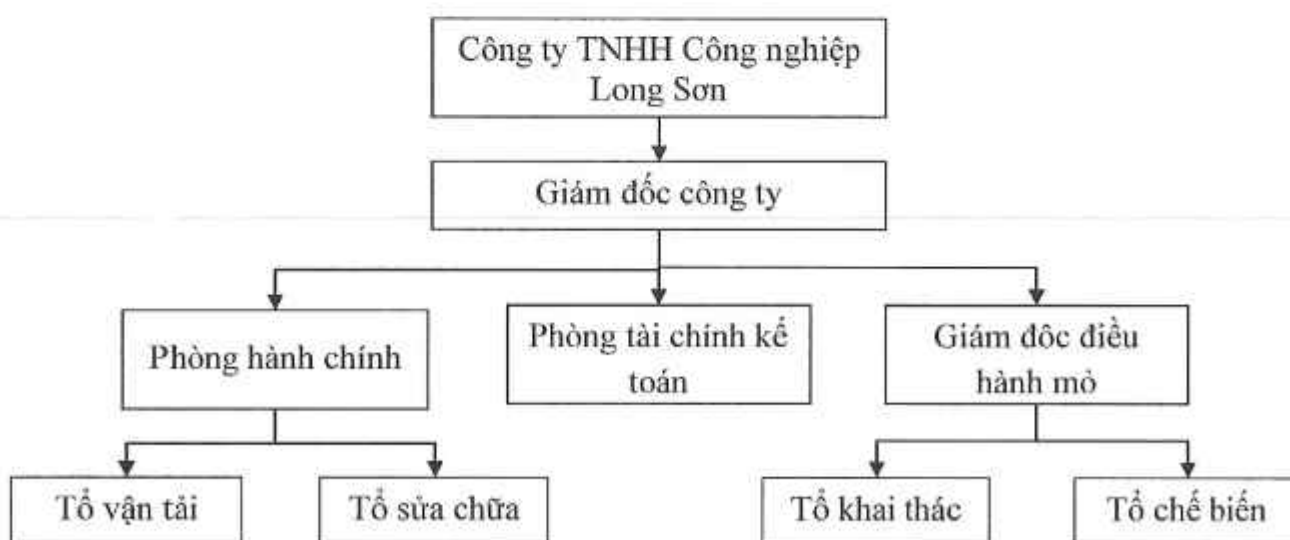 Công ty TNHH Công nghiệp
Long Sơn
Giám đốc công ty
Phòng hành chính
Phòng tài chính kế
toán
Giám đôc điều
hành mỏ
Tổ vận tải
Tổ sửa chữa
Tổ khai thác
Tổ chế biến